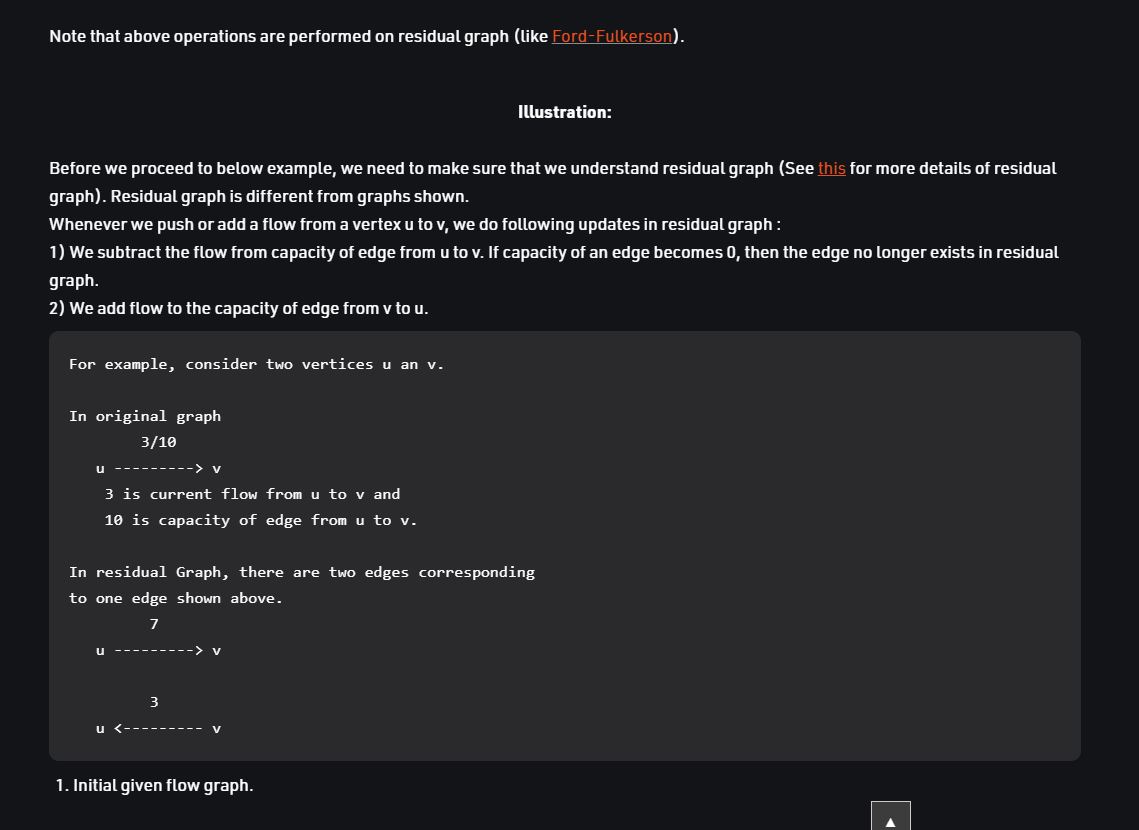 Note that above operations are performed on residual graph (like Ford-Fulkerson).
Illustration:
Before we proceed to below example, we need to make sure that we understand residual graph (See this for more details of residual
graph). Residual graph is different from graphs shown.
Whenever we push or add a flow from a vertex u to v, we do following updates in residual graph :
1) We subtract the flow from capacity of edge from u to v. If capacity of an edge becomes 0, then the edge no longer exists in residual
graph.
2) We add flow to the capacity of edge from v to u.
For example, consider two vertices u an v.
In original graph
3/10
u ---------> v
3 is current flow from u to v and
10 is capacity of edge from u to v.
In residual Graph, there are two edges corresponding
to one edge shown above.
7
u ---------> v
3
u <--------- v
1. Initial given flow graph.
▲